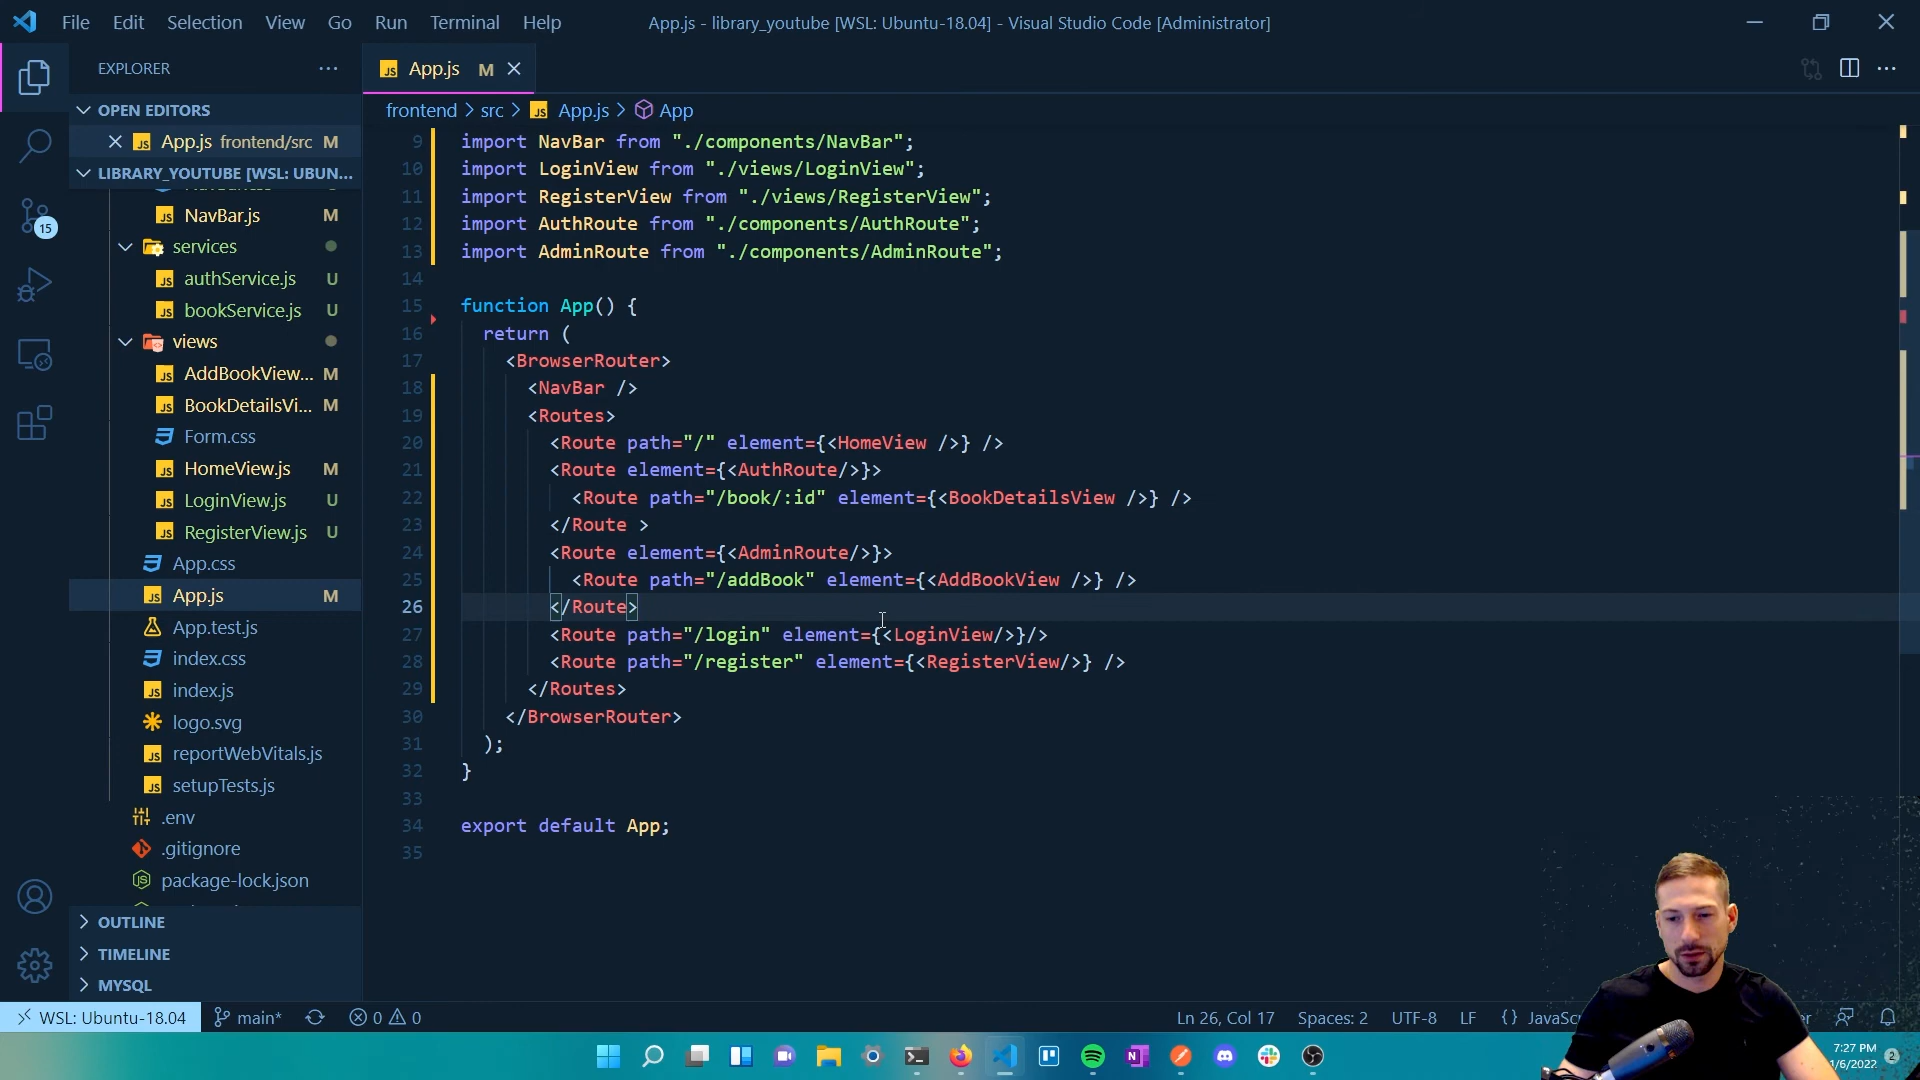 File Edit Selection View Go Run Terminal Help
App.js - library_youtube [WSL: Ubuntu-18.04] - Visual Studio Code [Administrator]
EXPLORER
OPEN EDITORS
App.js frontend/src M
LIBRARY_YOUTUBE [WSL: UBUN...
NavBar.js M
services
authService.js U
bookService.js U
views
AddBookView... M
BookDetailsVi... M
Form.css
HomeView.js M
LoginView.js U
RegisterView.js U
App.css
App.js M
App.test.js
index.css
index.js
logo.svg
reportWebVitals.js
setupTests.js
.env
.gitignore
package-lock.json
OUTLINE
TIMELINE
MYSQL
15
App.js M
frontend > src > App.js > App
9 import NavBar from "./components/NavBar";
10 import LoginView from "./views/LoginView";
11 import RegisterView from "./views/RegisterView";
12 import AuthRoute from "./components/AuthRoute";
13 import AdminRoute from "./components/AdminRoute";
14
15 function App() {
16 return (
17 <BrowserRouter>
18 <NavBar />
19 <Routes>
20 <Route path="/" element={<HomeView />} />
21 <Route element={<AuthRoute/>}>
22 <Route path="/book/:id" element={<BookDetailsView />} />
23 </Route >
24 <Route element={<AdminRoute/>}>
25 <Route path="/addBook" element={<AddBookView />} />
26 </Route>
27 <Route path="/login" element={<LoginView/>}/>
28 <Route path="/register" element={<RegisterView/>} />
29 </Routes>
30 </BrowserRouter>
31 );
32 }
33
34 export default App;
35
WSL: Ubuntu-18.04 main* 0 0
Ln 26, Col 17 Spaces: 2 UTF-8 LF {}
7:27 PM
/6/2022
2